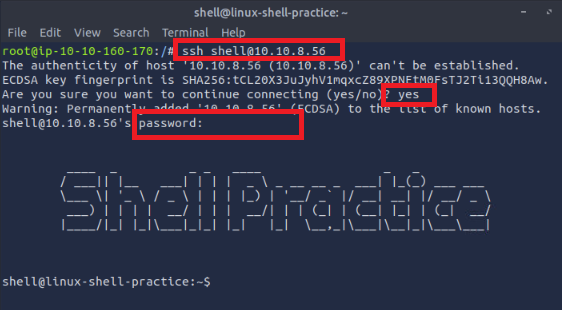 shell@linux-shell-practice: ~
File Edit View Search Terminal Help
root@ip-10-10-160-170:/# ssh shell@10.10.8.56
The authenticity of host '10.10.8.56 (10.10.8.56)' can't be established.
ECDSA key fingerprint is SHA256:tCL20X3JuJyhV1mqxcZ89XPNEtM0FsTJ2Ti13QQH8Aw.
Are you sure you want to continue connecting (yes/no)? yes
Warning: Permanently added '10.10.8.56' (ECDSA) to the list of known hosts.
shell@10.10.8.56's password:
ShellPractice
shell@linux-shell-practice:~$